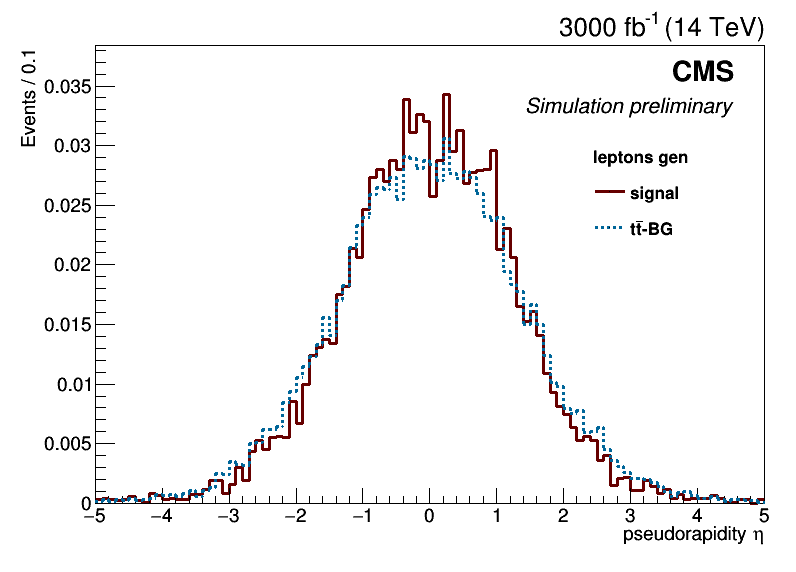 3000 fb⁻¹ (14 TeV)
Events / 0.1
CMS
Simulation preliminary
leptons gen
signal
tt̄-BG
0.035
0.03
0.025
0.02
0.015
0.01
0.005
0
−5 −4 −3 −2 −1 0 1 2 3 4 5
pseudorapidity η